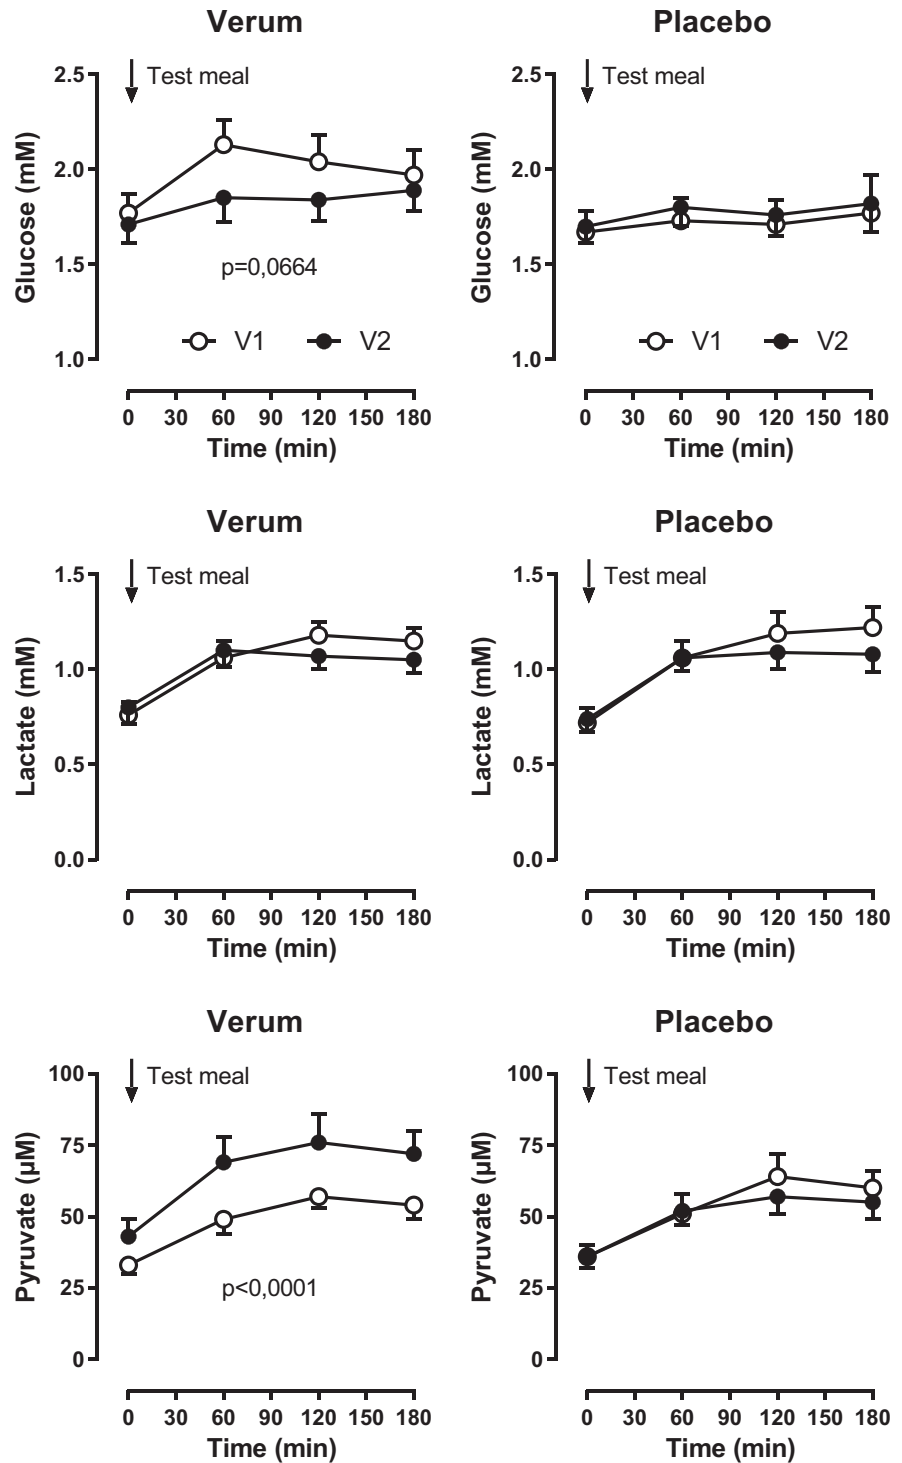 Verum
Placebo
Test meal
Test meal
2.5
2.0
1.5
1.0
Glucose (mM)
p=0,0664
V1 V2
0 30 60 90 120 150 180
Time (min)
2.5
2.0
1.5
1.0
Glucose (mM)
V1 V2
0 30 60 90 120 150 180
Time (min)
Verum
Placebo
Test meal
Test meal
1.5
1.0
0.5
0.0
Lactate (mM)
0 30 60 90 120 150 180
Time (min)
1.5
1.0
0.5
0.0
Lactate (mM)
0 30 60 90 120 150 180
Time (min)
Verum
Placebo
Test meal
Test meal
100
75
50
25
0
Pyruvate (µM)
p<0,0001
0 30 60 90 120 150 180
Time (min)
100
75
50
25
0
Pyruvate (µM)
0 30 60 90 120 150 180
Time (min)